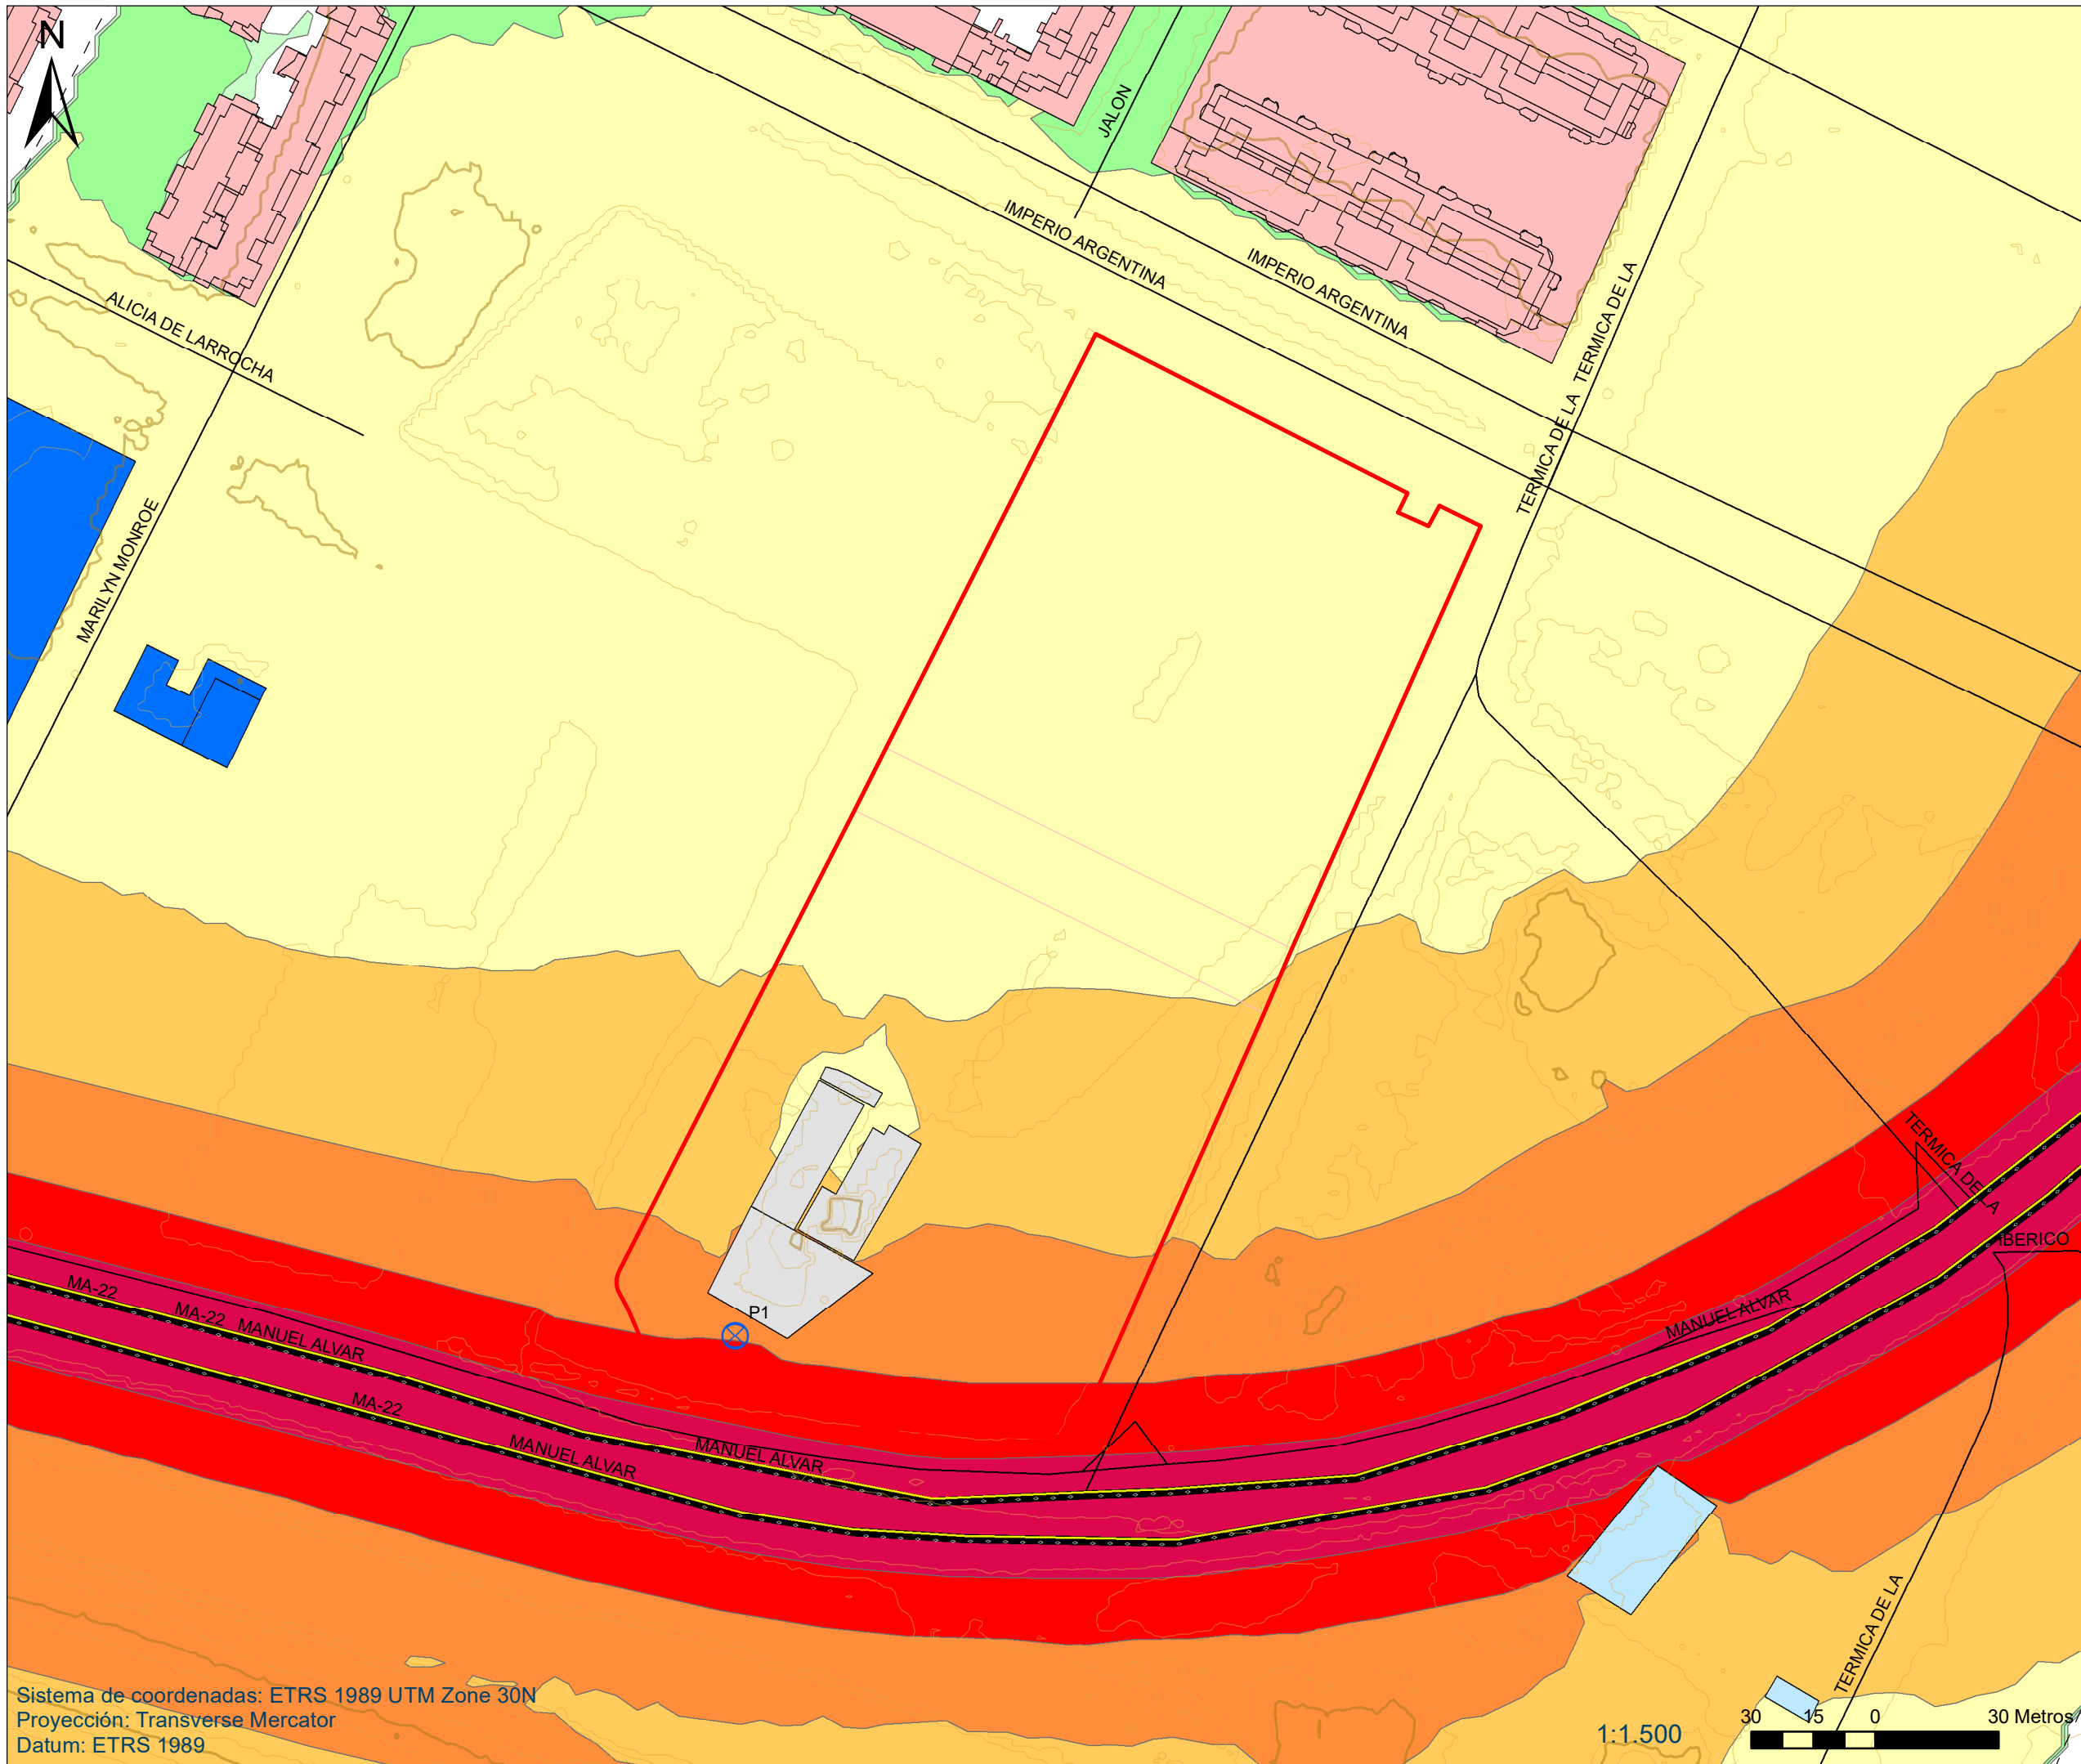 N
JALON
IMPERIO ARGENTINA
IMPERIO ARGENTINA
TERMICA DE LA
TERMICA DE LA
ALICIA DE LARROCHA
MARILYN MONROE
TERMICA DE LA
IBERICO
MA-22
MA-22
MANUEL ALVAR
P1
MANUEL ALVAR
MA-22
MANUEL ALVAR
MANUEL ALVAR
TERMICA DE LA
Sistema de coordenadas: ETRS 1989 UTM Zone 30N
Proyección: Transverse Mercator
Datum: ETRS 1989
1:1.500
30 15 0 30 Metros